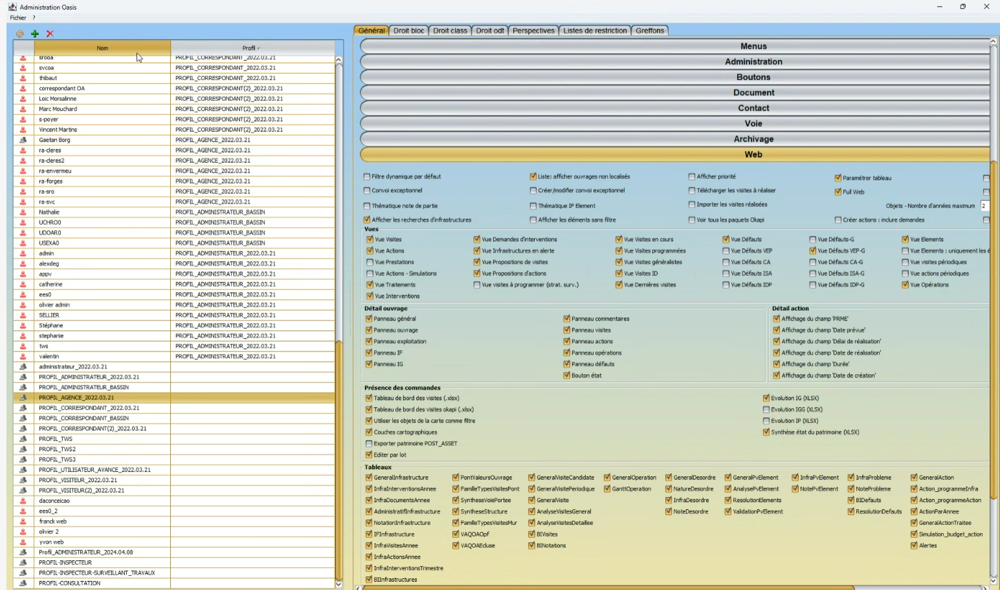 Administration Oasis
Fichier ?
Nom Profil
srooa PROFIL_CORRESPONDANT_2022.03.21
svcoa PROFIL_CORRESPONDANT_2022.03.21
thibaut PROFIL_CORRESPONDANT_2022.03.21
correspondant OA PROFIL_CORRESPONDANT(2)_2022.03.21
Loic Morsalinne PROFIL_CORRESPONDANT(2)_2022.03.21
Marc Mouchard PROFIL_CORRESPONDANT(2)_2022.03.21
s-poyer PROFIL_CORRESPONDANT(2)_2022.03.21
Vincent Martins PROFIL_CORRESPONDANT(2)_2022.03.21
Gaetan Borg PROFIL_AGENCE_2022.03.21
ra-cleres PROFIL_AGENCE_2022.03.21
ra-cleres2 PROFIL_AGENCE_2022.03.21
ra-envermeu PROFIL_AGENCE_2022.03.21
ra-forges PROFIL_AGENCE_2022.03.21
ra-sro PROFIL_AGENCE_2022.03.21
ra-svc PROFIL_AGENCE_2022.03.21
Nathalie PROFIL_ADMINISTRATEUR_BASSIN
UCHRO0 PROFIL_ADMINISTRATEUR_BASSIN
UDOAR0 PROFIL_ADMINISTRATEUR_BASSIN
USEXA0 PROFIL_ADMINISTRATEUR_BASSIN
admin PROFIL_ADMINISTRATEUR_2022.03.21
alexdeg PROFIL_ADMINISTRATEUR_2022.03.21
appv PROFIL_ADMINISTRATEUR_2022.03.21
catherine PROFIL_ADMINISTRATEUR_2022.03.21
ees0 PROFIL_ADMINISTRATEUR_2022.03.21
olivier admin PROFIL_ADMINISTRATEUR_2022.03.21
SELLIER PROFIL_ADMINISTRATEUR_2022.03.21
Stéphane PROFIL_ADMINISTRATEUR_2022.03.21
stephanie PROFIL_ADMINISTRATEUR_2022.03.21
tws PROFIL_ADMINISTRATEUR_2022.03.21
valentin PROFIL_ADMINISTRATEUR_2022.03.21
administrateur_2022.03.21
PROFIL_ADMINISTRATEUR_2022.03.21
PROFIL_ADMINISTRATEUR_BASSIN
PROFIL_AGENCE_2022.03.21
PROFIL_CORRESPONDANT_2022.03.21
PROFIL_CORRESPONDANT_BASSIN
PROFIL_CORRESPONDANT(2)_2022.03.21
PROFIL_TWS
PROFIL_TWS2
PROFIL_TWS3
PROFIL_UTILISATEUR_AVANCE_2022.03.21
PROFIL_VISITEUR_2022.03.21
PROFIL_VISITEUR(2)_2022.03.21
daconceicao
ees0_2
franck web
olivier 2
yvon web
Profil_ADMINISTRATEUR_2024.04.08
PROFIL-INSPECTEUR
PROFIL-INSPECTEUR-SURVEILLANT_TRAVAUX
PROFIL-CONSULTATION
Général Droit bloc Droit class Droit odt Perspectives Listes de restriction Greffons
Menus
Administration
Boutons
Document
Contact
Voie
Archivage
Web
Filtre dynamique par défaut Liste: afficher ouvrages non localisés Afficher priorité Paramétrer tableau
Convoi exceptionnel Créer/modifier convoi exceptionnel Télécharger les visites à réaliser Full Web
Thématique note de partie Thématique IF Element Importer les visites réalisées Objets - Nombre d'années maximum 2
Afficher les recherches d'infrastructures Afficher les éléments sans filtre Voir tous les paquets Okapi Créer actions : inclure demandes
Vues
Vue Visites Vue Demandes d'interventions Vue Visites en cours Vue Défauts Vue Défauts-G Vue Elements
Vue Actions Vue Infrastructures en alerte Vue Visites programmées Vue Défauts VEP Vue Défauts VEP-G Vue Elements : uniquement les
Vue Prestations Vue Propositions de visites Vue Visites généralistes Vue Défauts CA Vue Défauts CA-G Vue visites périodiques
Vue Actions - Simulations Vue Propositions d'actions Vue Visites ID Vue Défauts ISA Vue Défauts ISA-G Vue actions périodiques
Vue Traitements Vue visites à programmer (strat. surv.) Vue Dernières visites Vue Défauts IDP Vue Défauts IDP-G Vue Opérations
Vue Interventions
Détail ouvrage Détail action
Panneau général Panneau commentaires Affichage du champ 'PRME'
Panneau ouvrage Panneau visites Affichage du champ 'Date prévue'
Panneau exploitation Panneau actions Affichage du champ 'Délai de réalisation'
Panneau IF Panneau opérations Affichage du champ 'Date de réalisation'
Panneau IG Panneau défauts Affichage du champ 'Durée'
Bouton état Affichage du champ 'Date de création'
Présence des commandes
Tableau de bord des visites (.xlsx) Evolution IG (XLSX)
Tableau de bord des visites okapi (.xlsx) Evolution IGG (XLSX)
Utiliser les objets de la carte comme filtre Evolution IP (XLSX)
Couches cartographiques Synthèse état du patrimoine (XLSX)
Exporter patrimoine POST_ASSET
Editer par lot
Tableaux
GeneralInfrastructure PontValeursOuvrage GeneralVisiteCandidate GeneralOperation GeneralDesordre GeneralPvElement InfraPvElement InfraProbleme GeneralAction
InfraInterventionsAnnee FamilleTypesVisitesPont GeneralVisitePeriodique GanttOperation NatureDesordre AnalysePvElement NotePvElement NoteProbleme Action_programmeInfra
InfraDocumentsAnnee SyntheseVoiePortee GeneralVisite InfraDesordre ResolutionElements BIDefauts Action_programmeAction
AdministratifInfrastructure SyntheseStructure AnalyseVisitesGeneral NoteDesordre ValidationPvElement ResolutionDefauts ActionParAnnee
NotationInfrastructure FamilleTypesVisitesMur AnalyseVisitesDetaillee GeneralActionTraitee
IFInfrastructure VAQOAOpf BIVisites Simulation_budget_action
InfraVisitesAnnee VAQOAEcluse BINotations Alertes
InfraActionsAnnee
InfraInterventionsTrimestre
BIInfrastructures